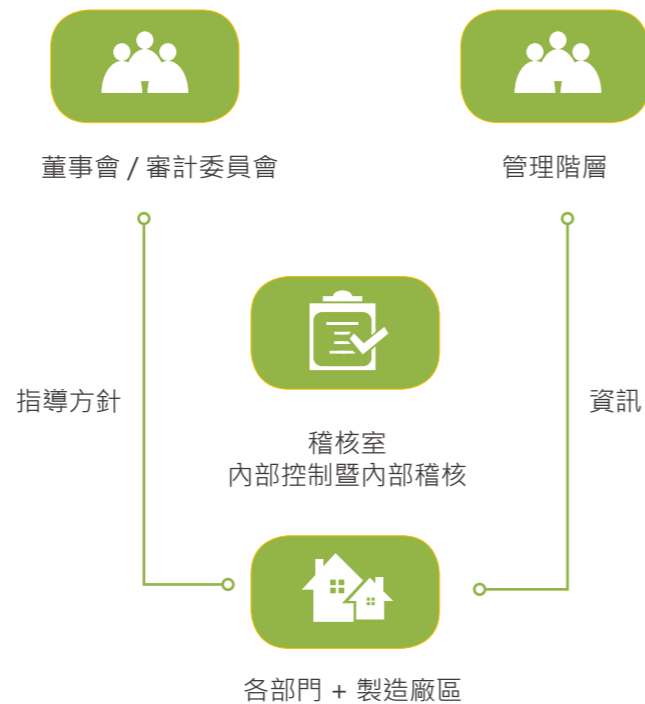 董事會 / 審計委員會
管理階層
指導方針
資訊
稽核室
內部控制暨內部稽核
各部門 + 製造廠區